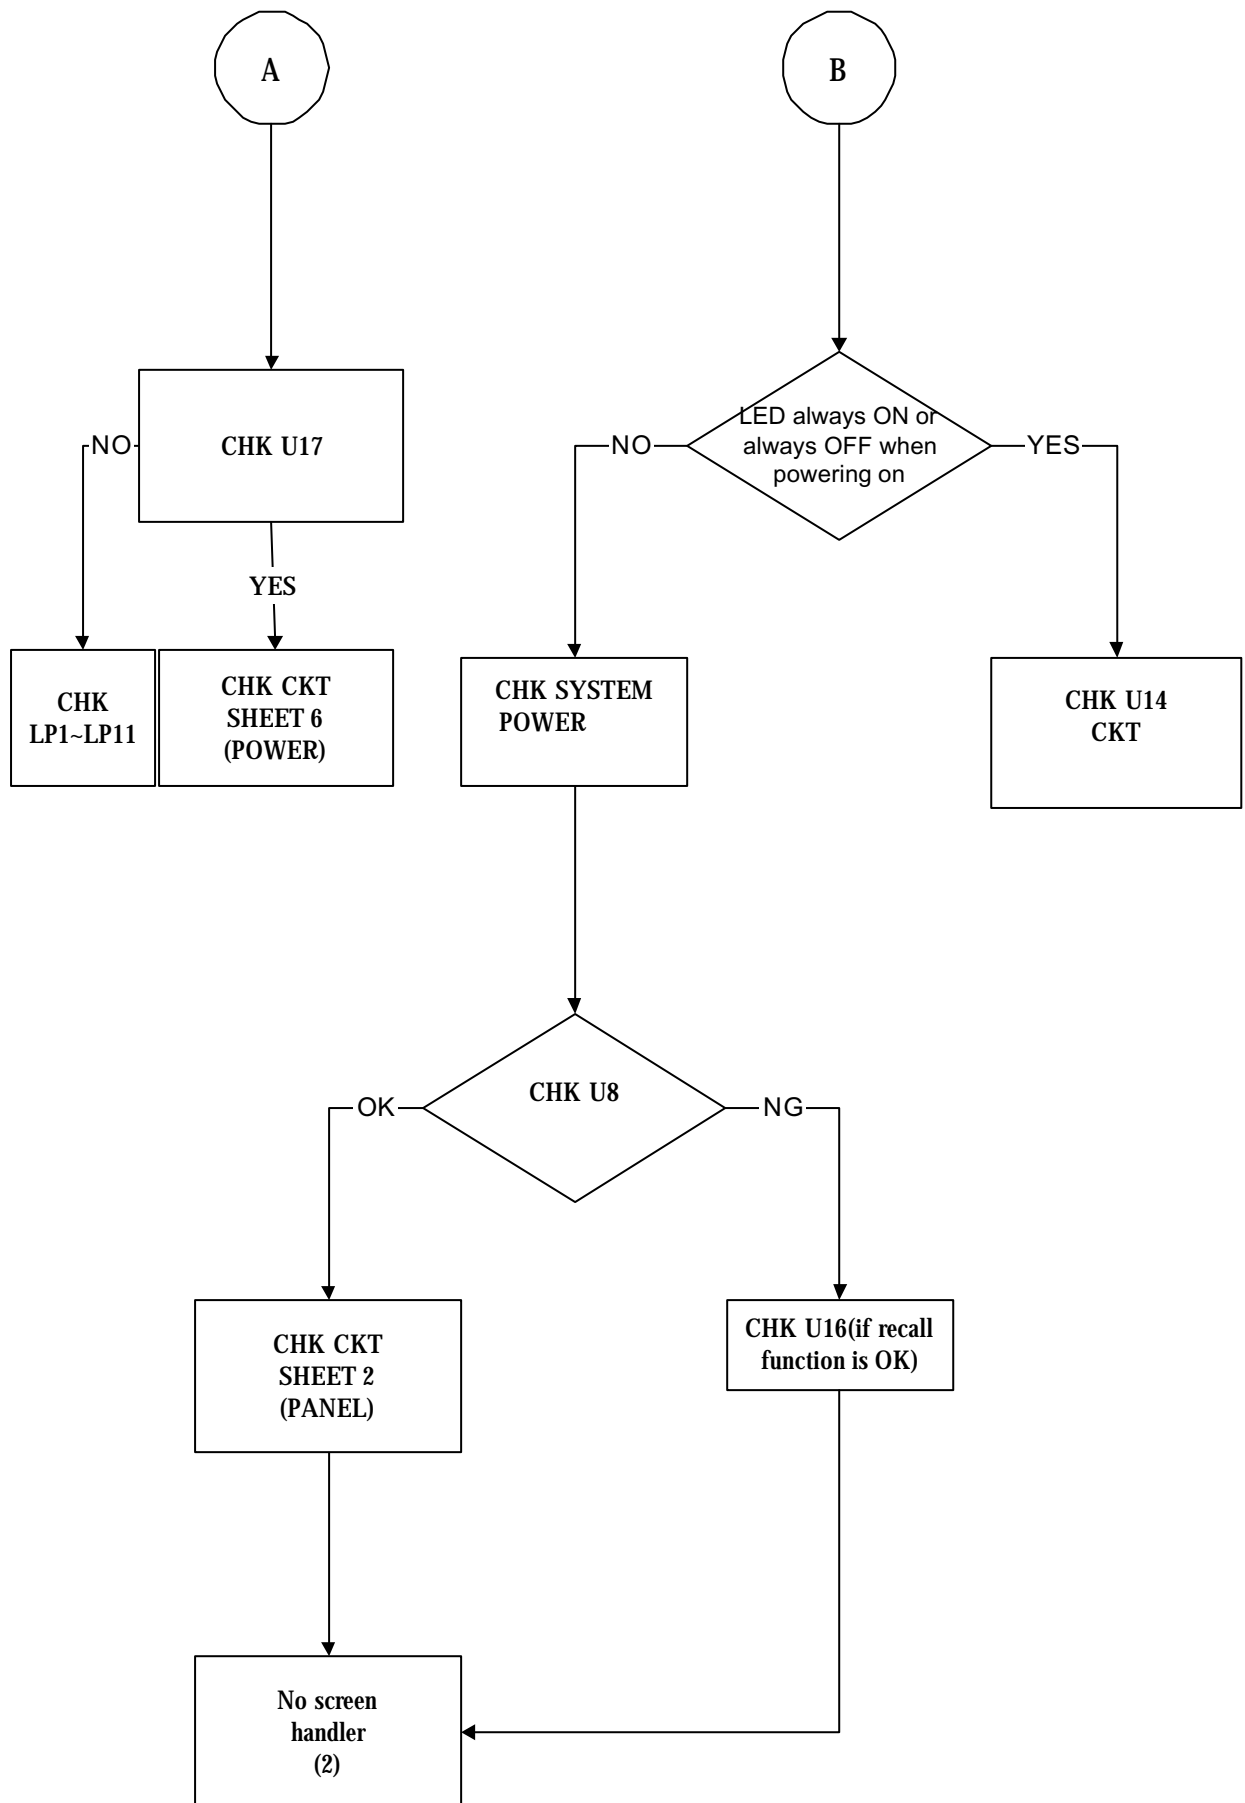 A
B
CHK U17
NO
YES
CHK
LP1~LP11
CHK CKT
SHEET 6
(POWER)
LED always ON or
always OFF when
powering on
NO
YES
CHK SYSTEM
POWER
CHK U14
CKT
CHK U8
OK
NG
CHK CKT
SHEET 2
(PANEL)
CHK U16(if recall
function is OK)
No screen
handler
(2)